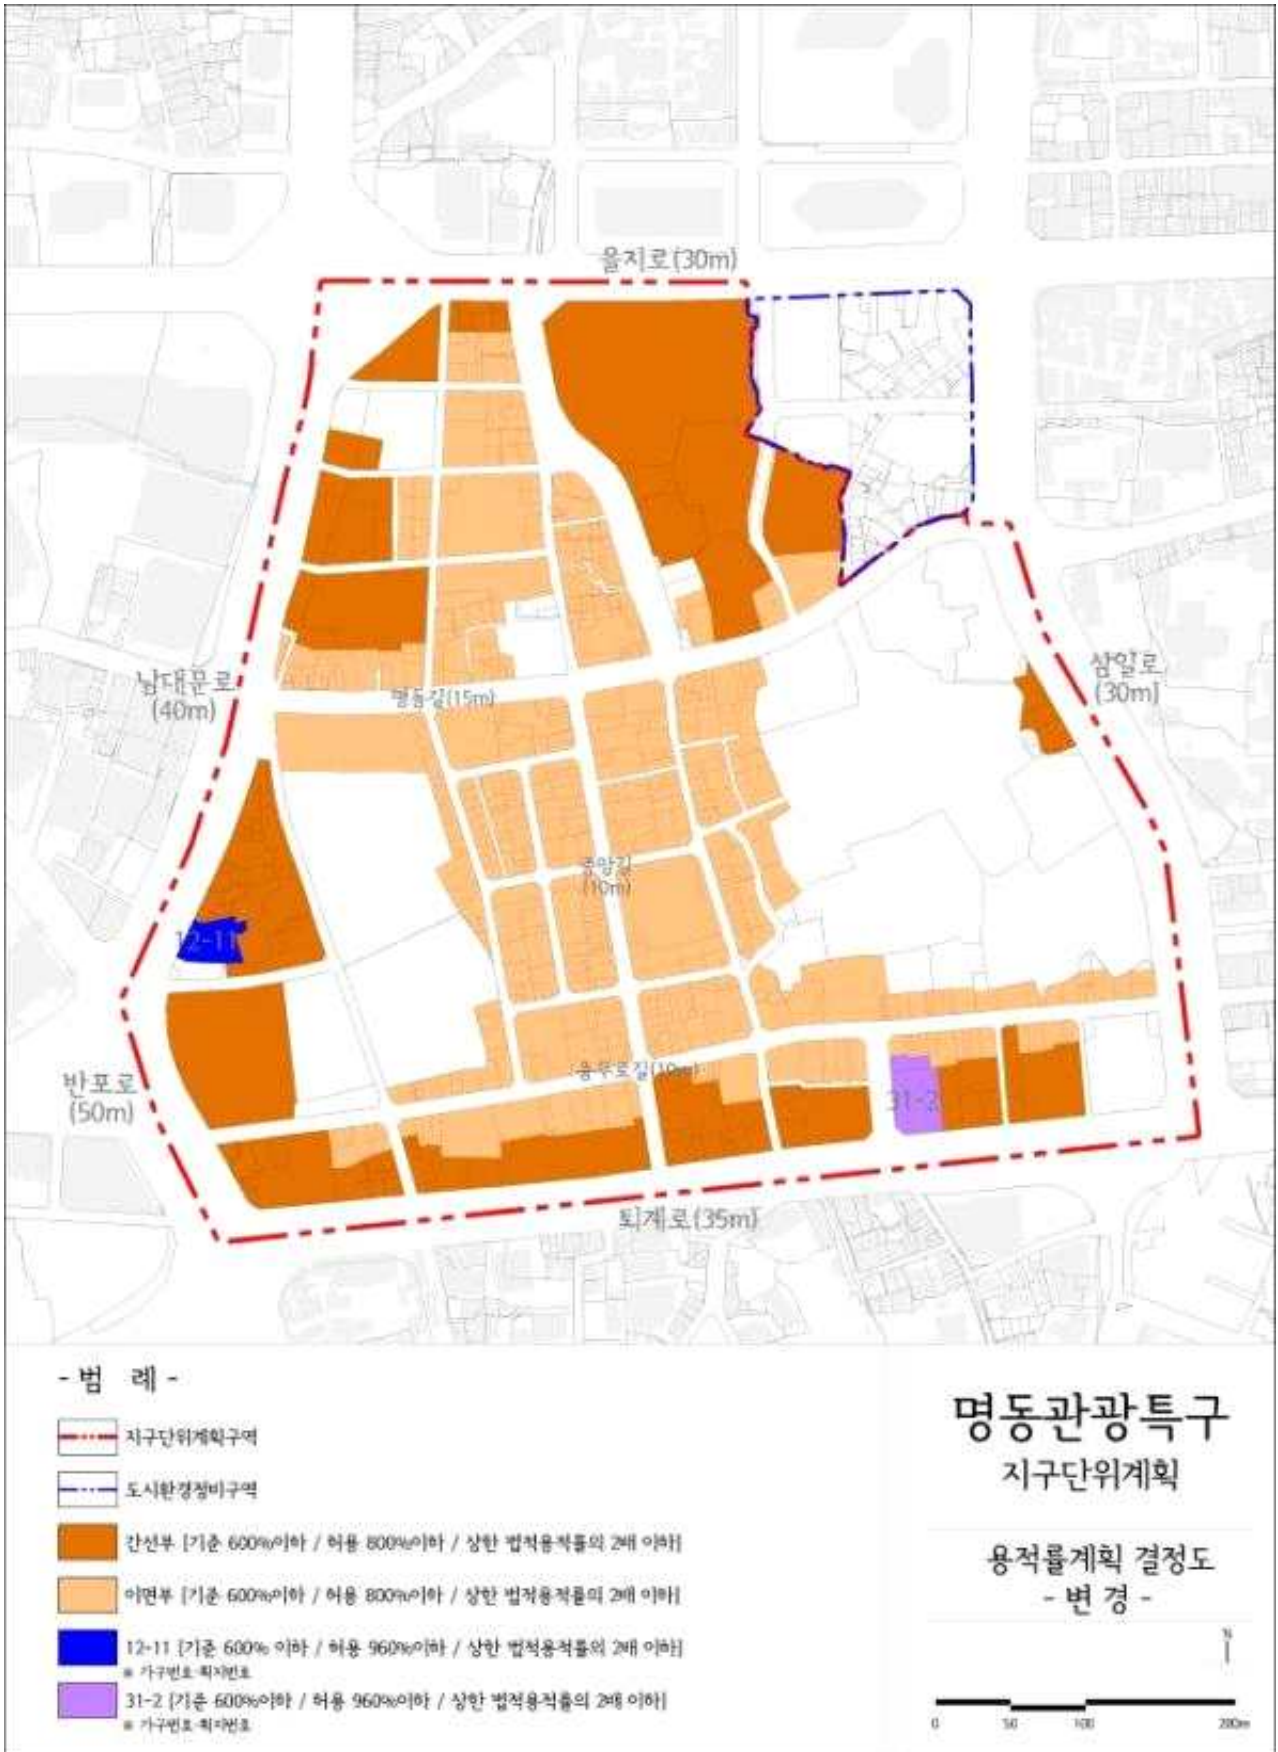 을지로(30m)
남대문로
(40m)
삼일로
(30m)
명동길(15m)
중앙길
(10m)
12-11
반포로
(50m)
31-2
퇴계로(35m)
- 범 례 -
지구단위계획구역
도시환경정비구역
간선부 [기준 600%이하 / 허용 800%이하 / 상한 법적용적률의 2배 이하]
이면부 [기준 600%이하 / 허용 800%이하 / 상한 법적용적률의 2배 이하]
12-11 [기준 600% 이하 / 허용 960%이하 / 상한 법적용적률의 2배 이하]
※ 가구번호-획지번호
31-2 [기준 600%이하 / 허용 960%이하 / 상한 법적용적률의 2배 이하]
※ 가구번호-획지번호
명동관광특구
지구단위계획
용적률계획 결정도
- 변 경 -
N
0 50 100 200m